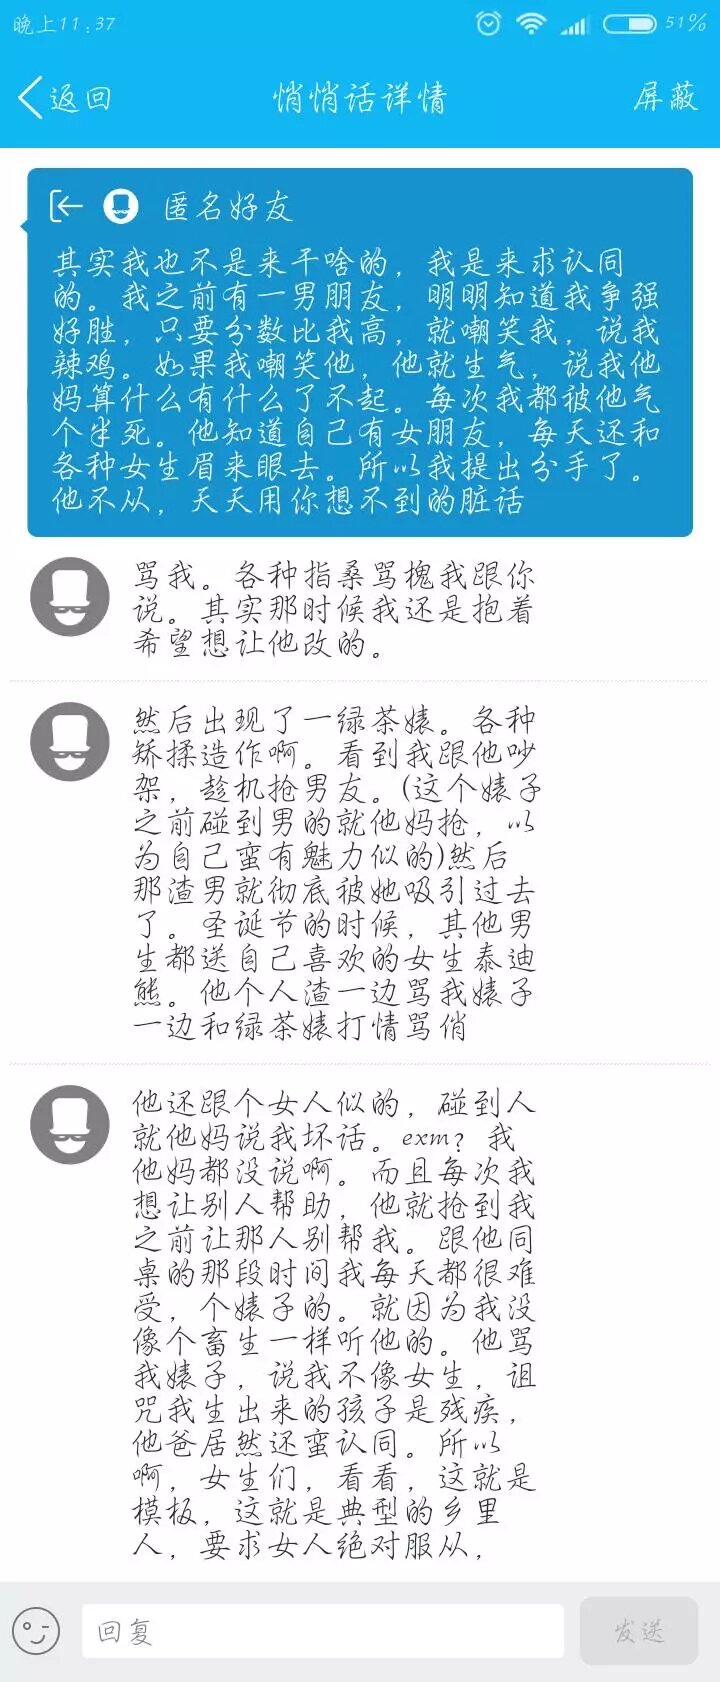 晚上11:37
51%
返回
悄悄话详情
屏蔽
匿名好友
其实我也不是来干啥的，我是来求认同
的。我之前有一男朋友，明明知道我争强
好胜，只要分数比我高，就嘲笑我，说我
辣鸡。如果我嘲笑他，他就生气，说我他
妈算什么有什么了不起。每次我都被他气
个半死。他知道自己有女朋友，每天还和
各种女生眉来眼去。所以我提出分手了。
他不从，天天用你想不到的脏话
骂我。各种指桑骂槐我跟你
说。其实那时候我还是抱着
希望想让他改的。
然后出现了一绿茶婊。各种
矫揉造作啊。看到我跟他吵
架，趁机抢男友。(这个婊子
之前碰到男的就他妈抢，以
为自己蛮有魅力似的)然后
那渣男就彻底被她吸引过去
了。圣诞节的时候，其他男
生都送自己喜欢的女生泰迪
熊。他个人渣一边骂我婊子
一边和绿茶婊打情骂俏
他还跟个女人似的，碰到人
就他妈说我坏话。exm？我
他妈都没说啊。而且每次我
想让别人帮助，他就抢到我
之前让那人别帮我。跟他同
桌的那段时间我每天都很难
受，个婊子的。就因为我没
像个畜生一样听他的。他骂
我婊子，说我不像女生，诅
咒我生出来的孩子是残疾，
他爸居然还蛮认同。所以
啊，女生们，看看，这就是
模板，这就是典型的乡里
人，要求女人绝对服从，
回复
发送